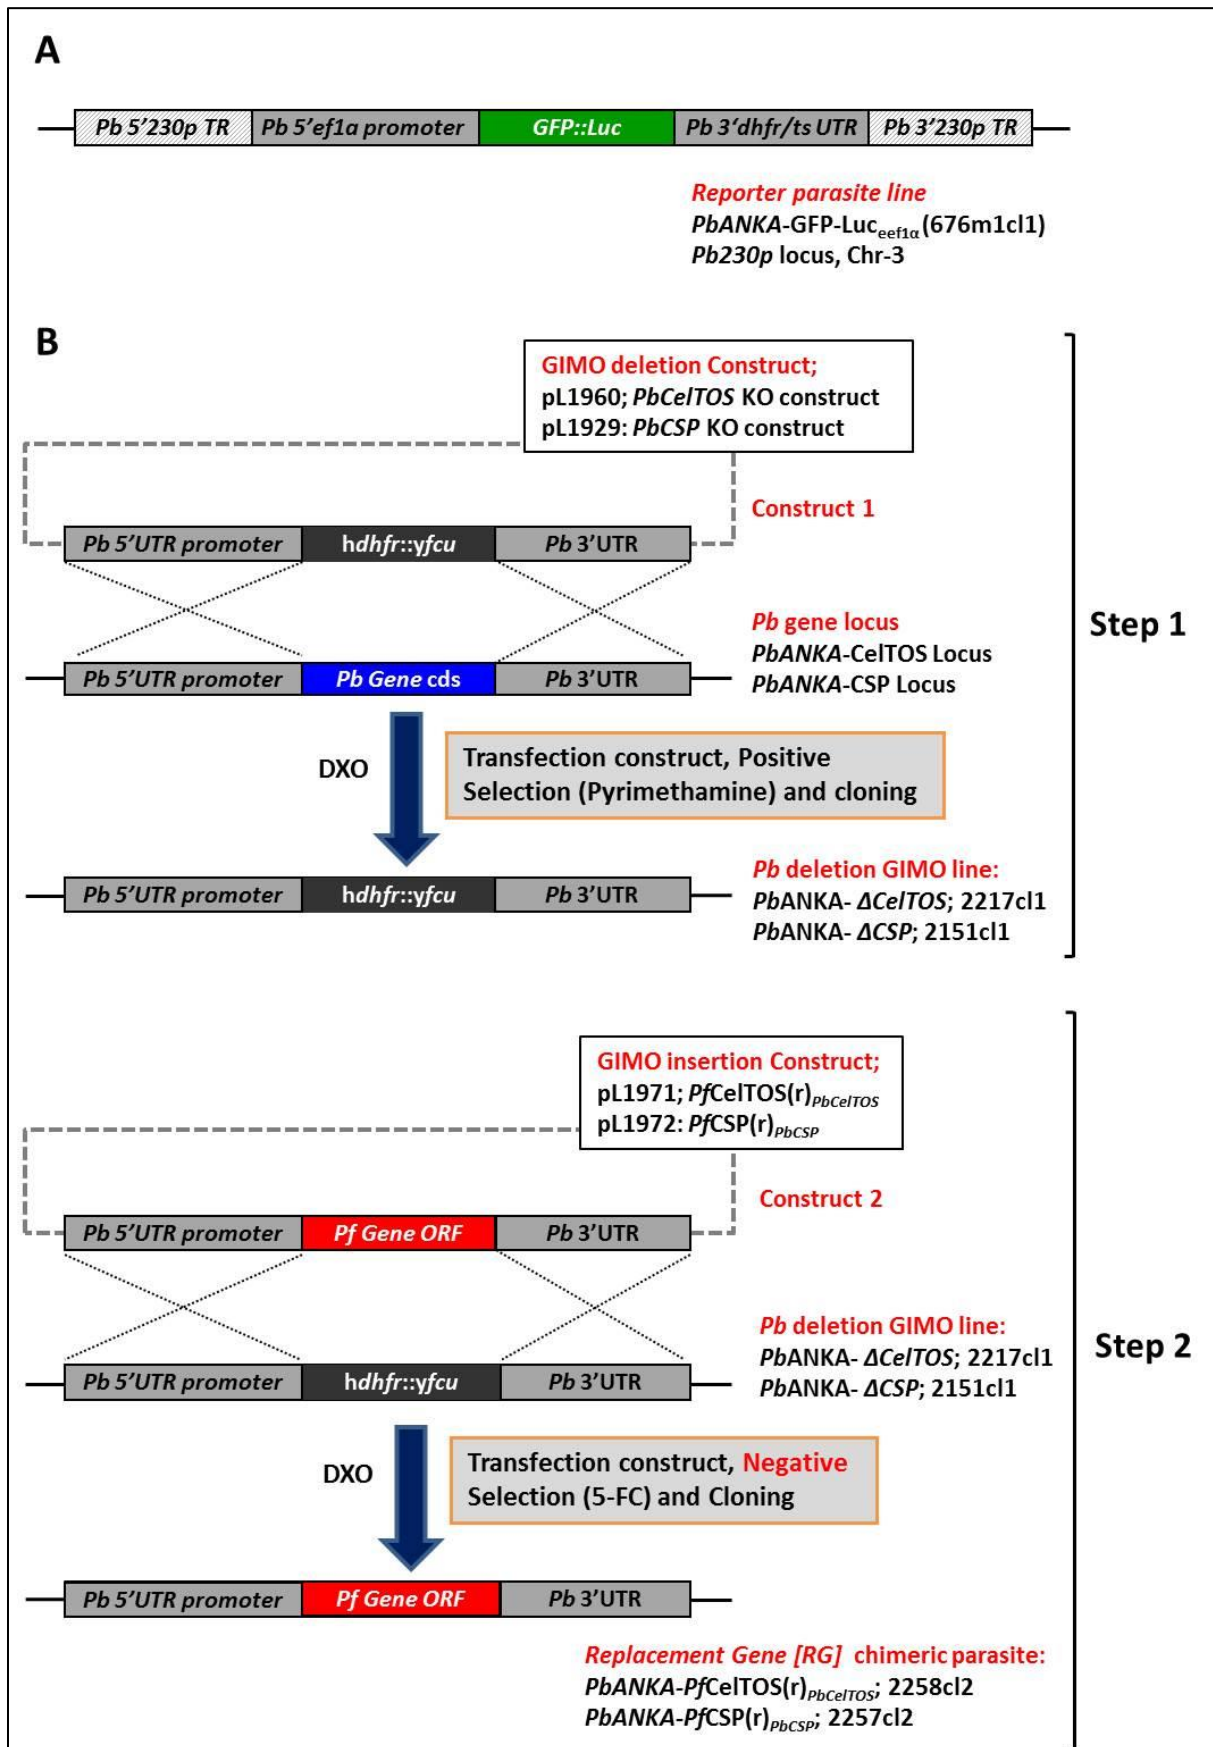 A
Pb 5'230p TR Pb 5'ef1a promoter GFP::Luc Pb 3'dhfr/ts UTR Pb 3'230p TR
Reporter parasite line
PbANKA-GFP-Luceef1α (676m1cl1)
Pb230p locus, Chr-3
B
GIMO deletion Construct;
pL1960; PbCelTOS KO construct
pL1929: PbCSP KO construct
Construct 1
Pb 5'UTR promoter hdhfr::yfcu Pb 3'UTR
Pb gene locus
PbANKA-CelTOS Locus
PbANKA-CSP Locus
Pb 5'UTR promoter Pb Gene cds Pb 3'UTR
Step 1
DXO
Transfection construct, Positive
Selection (Pyrimethamine) and cloning
Pb deletion GIMO line:
PbANKA- ΔCelTOS; 2217cl1
PbANKA- ΔCSP; 2151cl1
Pb 5'UTR promoter hdhfr::yfcu Pb 3'UTR
GIMO insertion Construct;
pL1971; PfCelTOS(r)PbCelTOS
pL1972: PfCSP(r)PbCSP
Construct 2
Pb 5'UTR promoter Pf Gene ORF Pb 3'UTR
Pb deletion GIMO line:
PbANKA- ΔCelTOS; 2217cl1
PbANKA- ΔCSP; 2151cl1
Pb 5'UTR promoter hdhfr::yfcu Pb 3'UTR
Step 2
DXO
Transfection construct, Negative
Selection (5-FC) and Cloning
Pb 5'UTR promoter Pf Gene ORF Pb 3'UTR
Replacement Gene [RG] chimeric parasite:
PbANKA-PfCelTOS(r)PbCelTOS; 2258cl2
PbANKA-PfCSP(r)PbCSP; 2257cl2